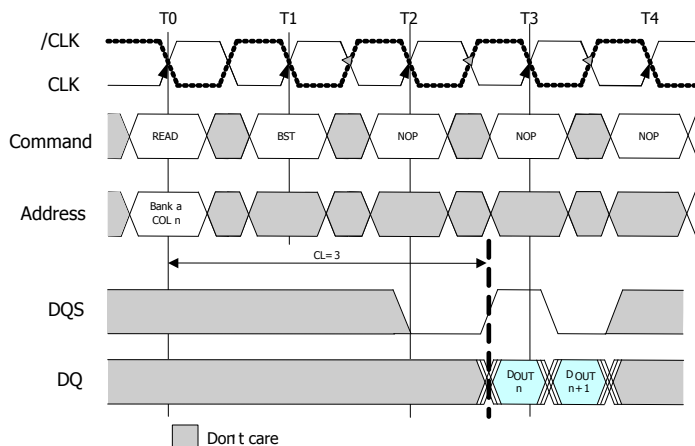 T0 T1 T2 T3 T4
/CLK
CLK
Command READ BST NOP NOP NOP
Address Bank a
COL n
CL= 3
DQS
DQ DOUT DOUT
n n+1
Don't care